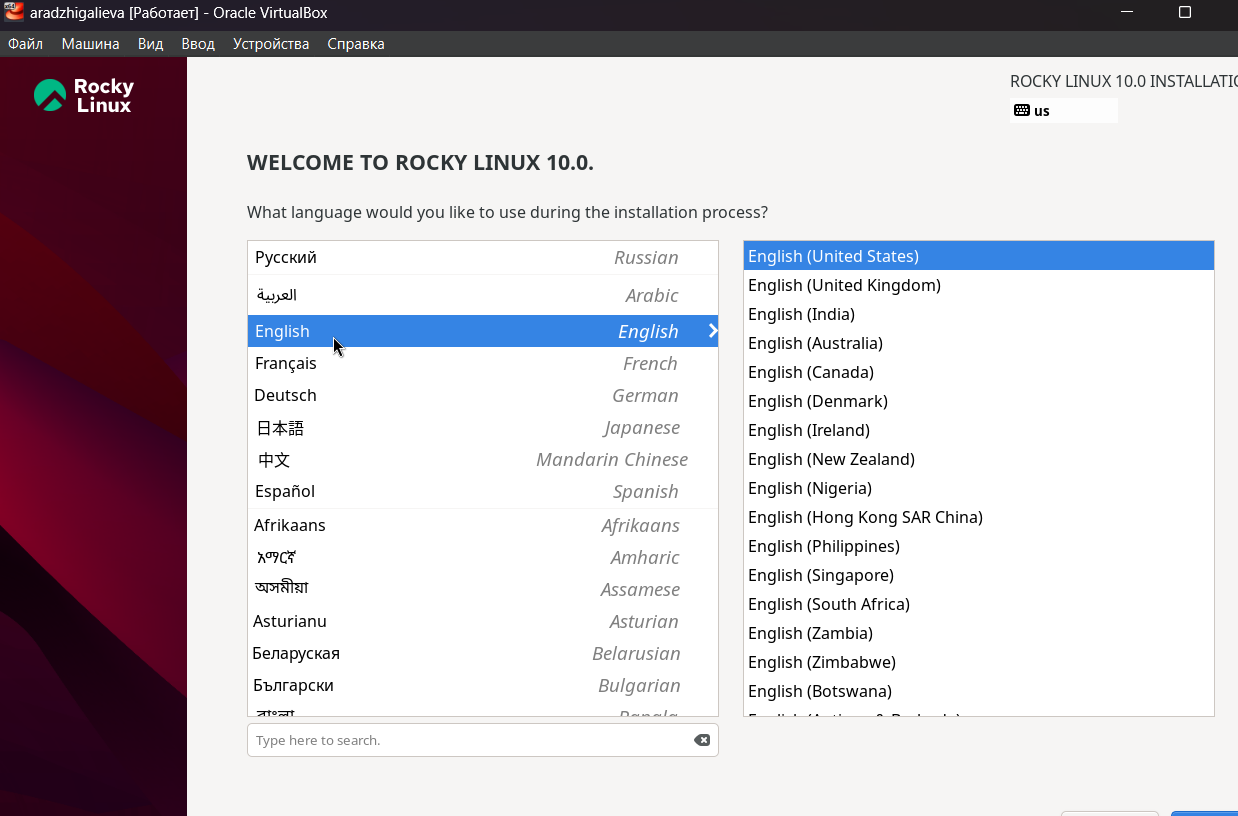 aradzhigalieva [Работает] - Oracle VirtualBox
Файл Машина Вид Ввод Устройства Справка
Rocky
Linux
ROCKY LINUX 10.0 INSTALLATIO
us
WELCOME TO ROCKY LINUX 10.0.
What language would you like to use during the installation process?
Русский Russian
العربية Arabic
English English
Français French
Deutsch German
日本語 Japanese
中文 Mandarin Chinese
Español Spanish
Afrikaans Afrikaans
አማርኛ Amharic
অসমীয়া Assamese
Asturianu Asturian
Беларуская Belarusian
Български Bulgarian
বাংলা Bangla
Type here to search.
English (United States)
English (United Kingdom)
English (India)
English (Australia)
English (Canada)
English (Denmark)
English (Ireland)
English (New Zealand)
English (Nigeria)
English (Hong Kong SAR China)
English (Philippines)
English (Singapore)
English (South Africa)
English (Zambia)
English (Zimbabwe)
English (Botswana)
English (Antigua & Barbuda)